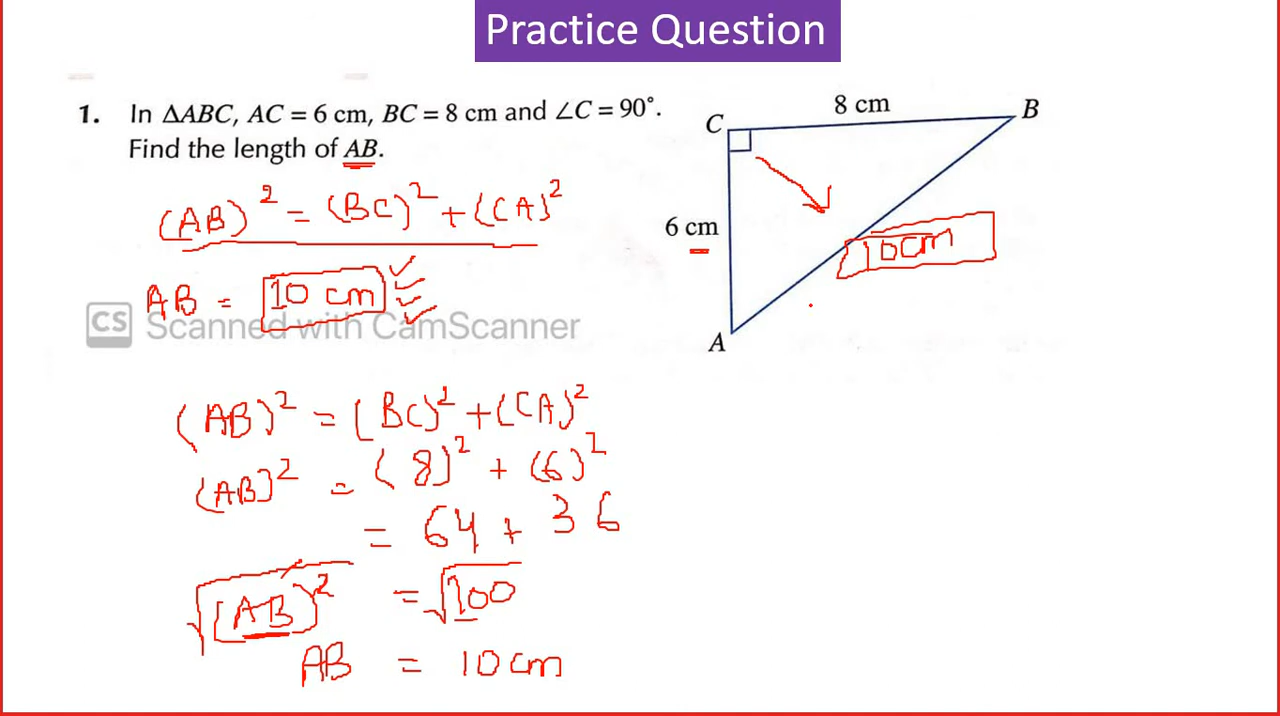 Practice Question
1. In ΔABC, AC = 6 cm, BC = 8 cm and ∠C = 90°.
Find the length of AB.
(AB)² = (BC)² + (CA)²
AB = 10 cm
CS Scanned with CamScanner
C
8 cm
B
6 cm
10cm
A
(AB)² = (BC)² + (CA)²
(AB)² = (8)² + (6)²
= 64 + 36
√(AB)² = √100
AB = 10 cm